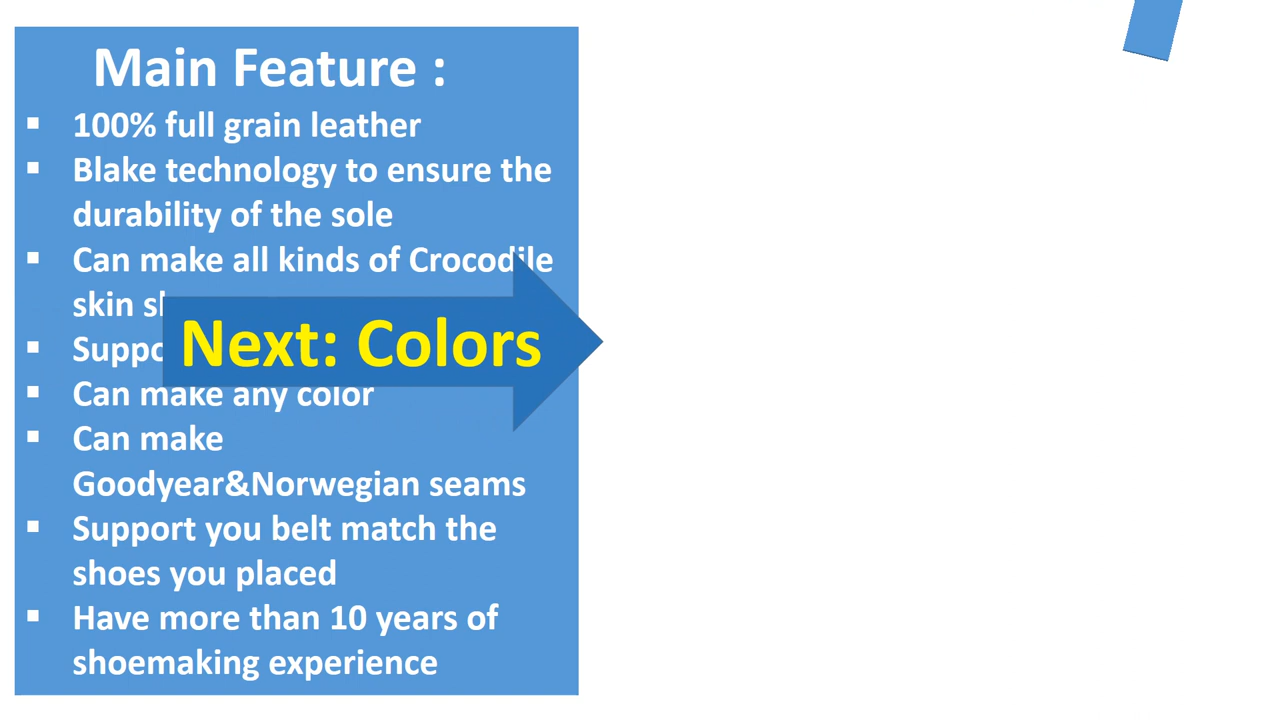 Main Feature :
▪ 100% full grain leather
▪ Blake technology to ensure the
durability of the sole
▪ Can make all kinds of Crocodile
skin
▪
Next: Colors
▪ Can make any color
▪ Can make
Goodyear&Norwegian seams
▪ Support you belt match the
shoes you placed
▪ Have more than 10 years of
shoemaking experience